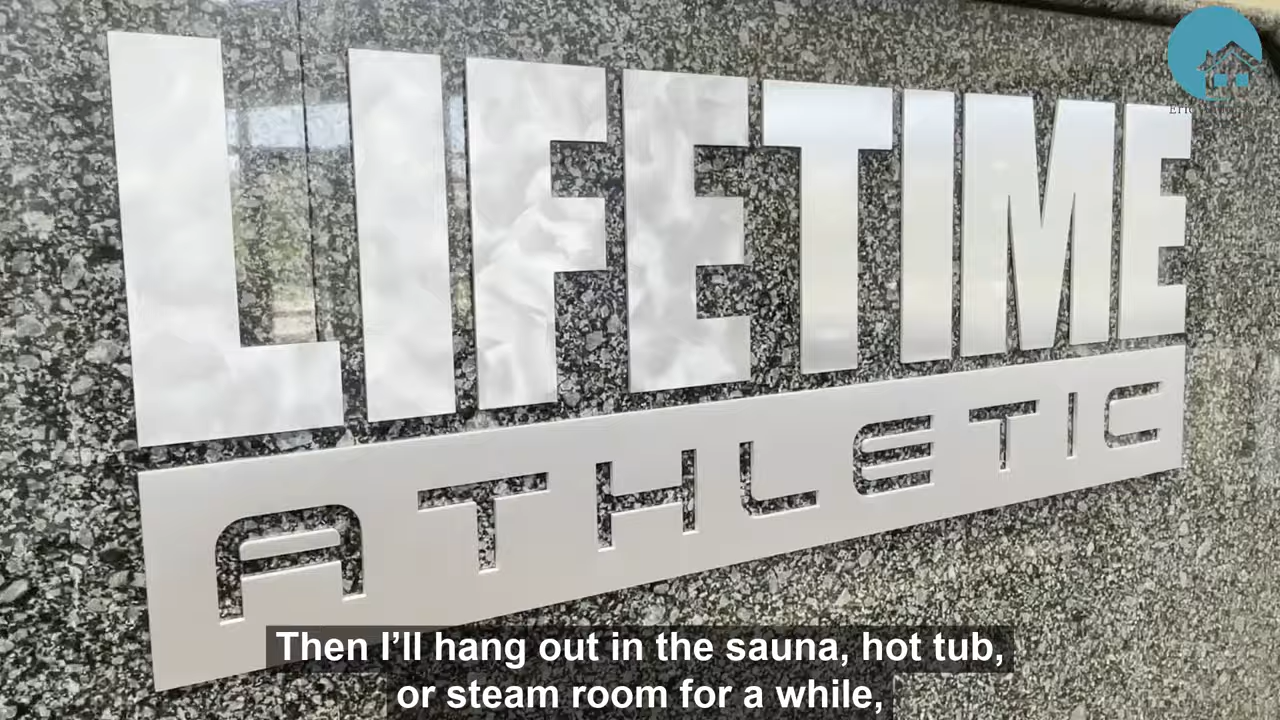 LIFETIME
ATHLETIC
Then I’ll hang out in the sauna, hot tub,
or steam room for a while,